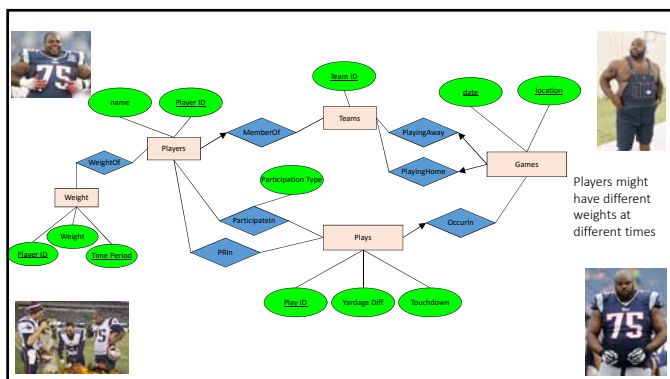 75
Team ID
date
location
name
Player ID
Teams
PlayingAway
MemberOf
Players
WeightOf
PlayingHome
Games
Participation Type
Players might
have different
weights at
different times
Weight
ParticipateIn
OccurIn
Plays
Weight
PRIn
Player ID
Time Period
Play ID
Yardage Diff
Touchdown
75
75